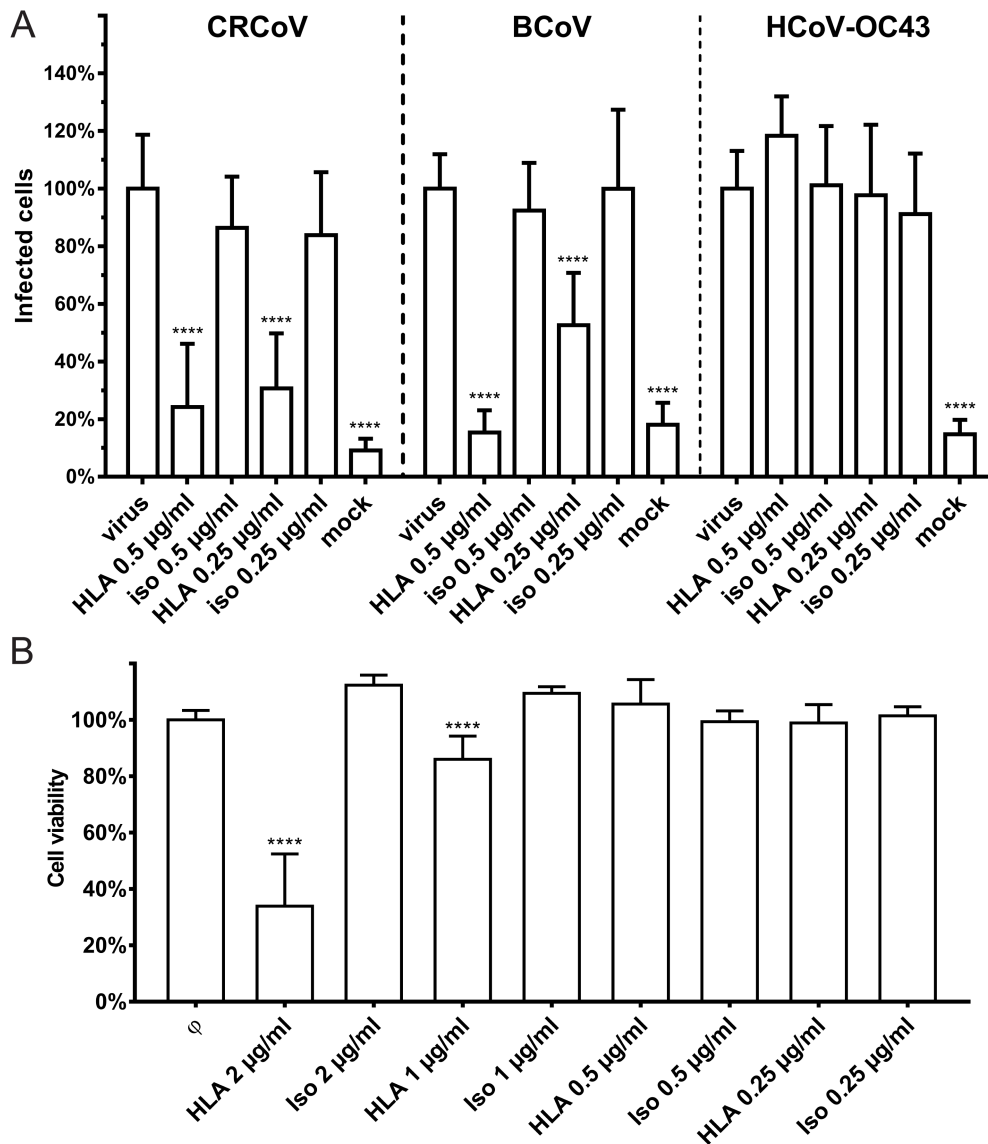 A
CRCoV BCoV HCoV-OC43
Infected cells
140%
120%
100%
80%
60%
40%
20%
0%
**** **** ****
**** **** ****
****
virus
HLA 0.5 µg/ml
iso 0.5 µg/ml
HLA 0.25 µg/ml
iso 0.25 µg/ml
mock
virus
HLA 0.5 µg/ml
iso 0.5 µg/ml
HLA 0.25 µg/ml
iso 0.25 µg/ml
mock
virus
HLA 0.5 µg/ml
iso 0.5 µg/ml
HLA 0.25 µg/ml
iso 0.25 µg/ml
mock
B
Cell viability
100%
80%
60%
40%
20%
0%
****
****
φ
HLA 2 µg/ml
Iso 2 µg/ml
HLA 1 µg/ml
Iso 1 µg/ml
HLA 0.5 µg/ml
Iso 0.5 µg/ml
HLA 0.25 µg/ml
Iso 0.25 µg/ml